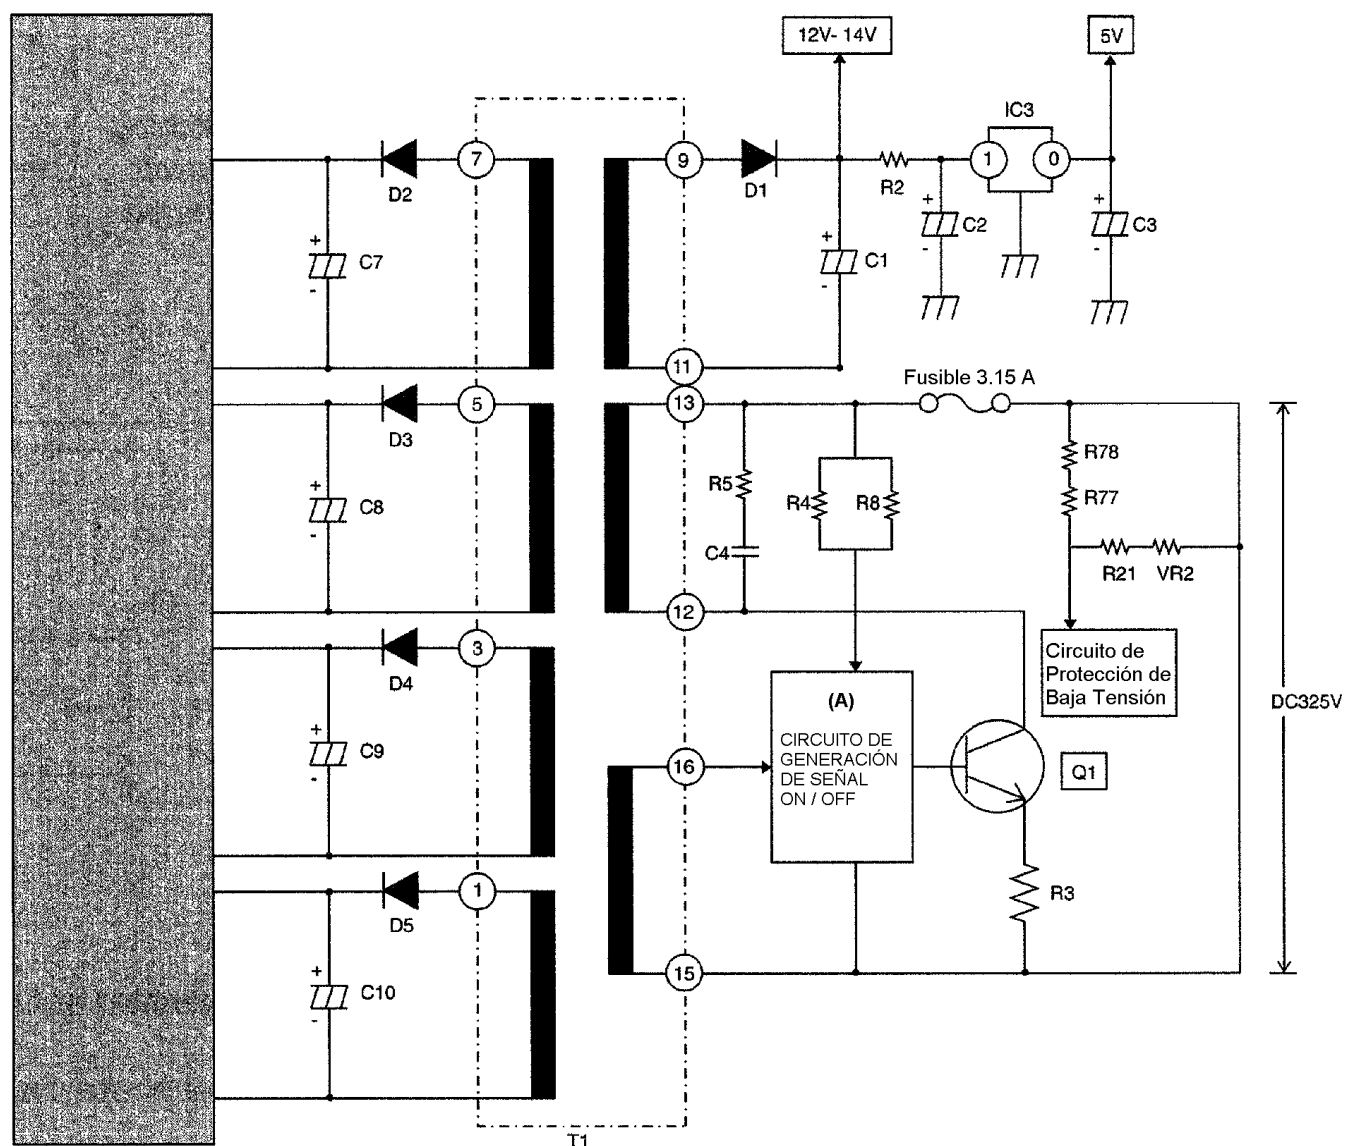 12V- 14V
5V
IC3
7
9
1
0
D2
D1
R2
+
C2
-
+
C3
-
+
C7
-
+
C1
-
11
Fusible 3.15 A
5
13
D3
R78
R5
R4
R8
R77
+
C8
-
C4
R21
VR2
12
3
D4
Circuito de
Protección de
Baja Tensión
(A)
DC325V
+
C9
-
CIRCUITO DE
GENERACIÓN
DE SEÑAL
ON / OFF
16
Q1
1
D5
R3
+
C10
-
15
T1